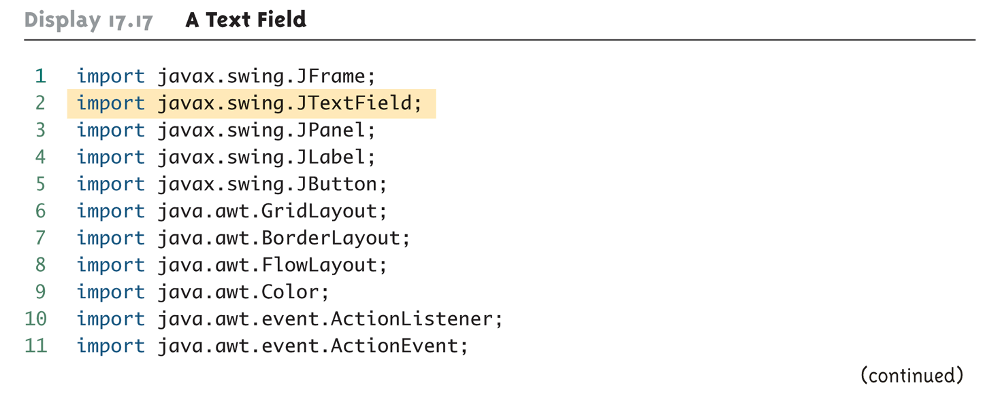 Display 17.17 A Text Field
1 import javax.swing.JFrame;
2 import javax.swing.JTextField;
3 import javax.swing.JPanel;
4 import javax.swing.JLabel;
5 import javax.swing.JButton;
6 import java.awt.GridLayout;
7 import java.awt.BorderLayout;
8 import java.awt.FlowLayout;
9 import java.awt.Color;
10 import java.awt.event.ActionListener;
11 import java.awt.event.ActionEvent;
(continued)